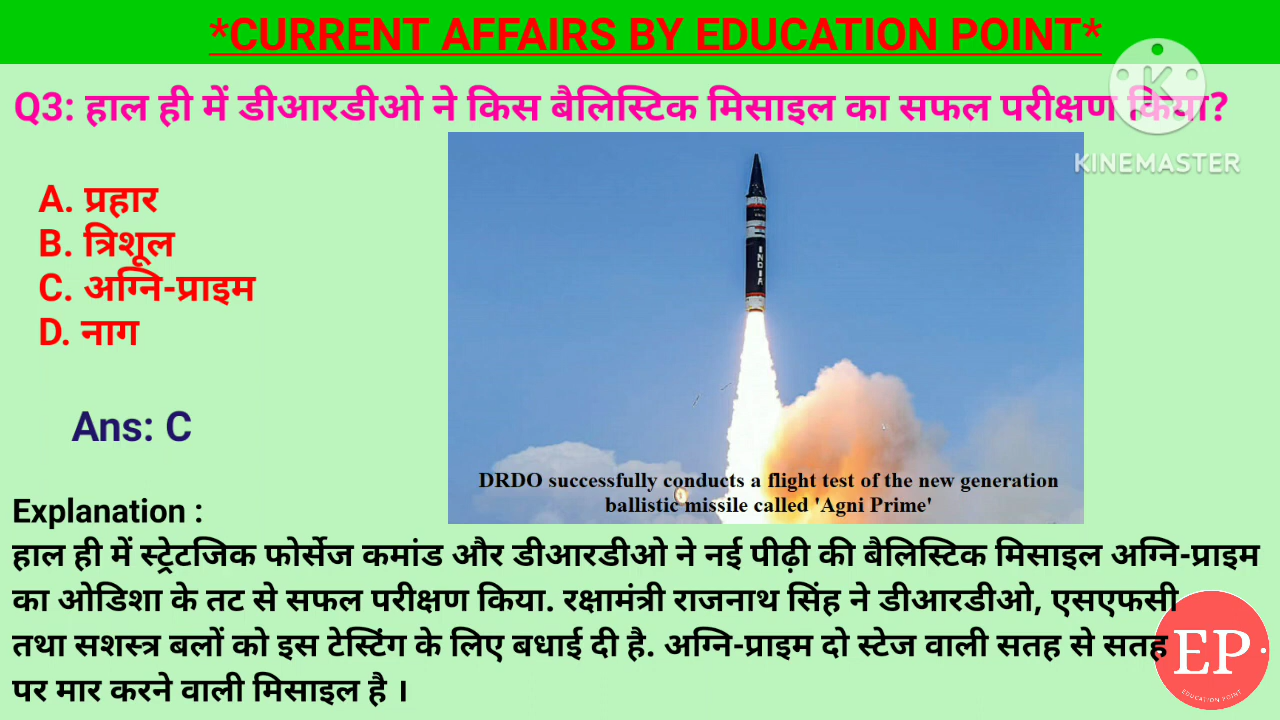 *CURRENT AFFAIRS BY EDUCATION POINT*
Q3: हाल ही में डीआरडीओ ने किस बैलिस्टिक मिसाइल का सफल परीक्षण किया?
K
KINEMASTER
A. प्रहार
B. त्रिशूल
C. अग्नि-प्राइम
D. नाग
INDIA
Ans: C
DRDO successfully conducts a flight test of the new generation
ballistic missile called 'Agni Prime'
Explanation :
हाल ही में स्ट्रेटजिक फोर्सेज कमांड और डीआरडीओ ने नई पीढ़ी की बैलिस्टिक मिसाइल अग्नि-प्राइम
का ओडिशा के तट से सफल परीक्षण किया. रक्षामंत्री राजनाथ सिंह ने डीआरडीओ, एसएफसी
तथा सशस्त्र बलों को इस टेस्टिंग के लिए बधाई दी है. अग्नि-प्राइम दो स्टेज वाली सतह से सतह
पर मार करने वाली मिसाइल है ।
EP
EDUCATION POINT